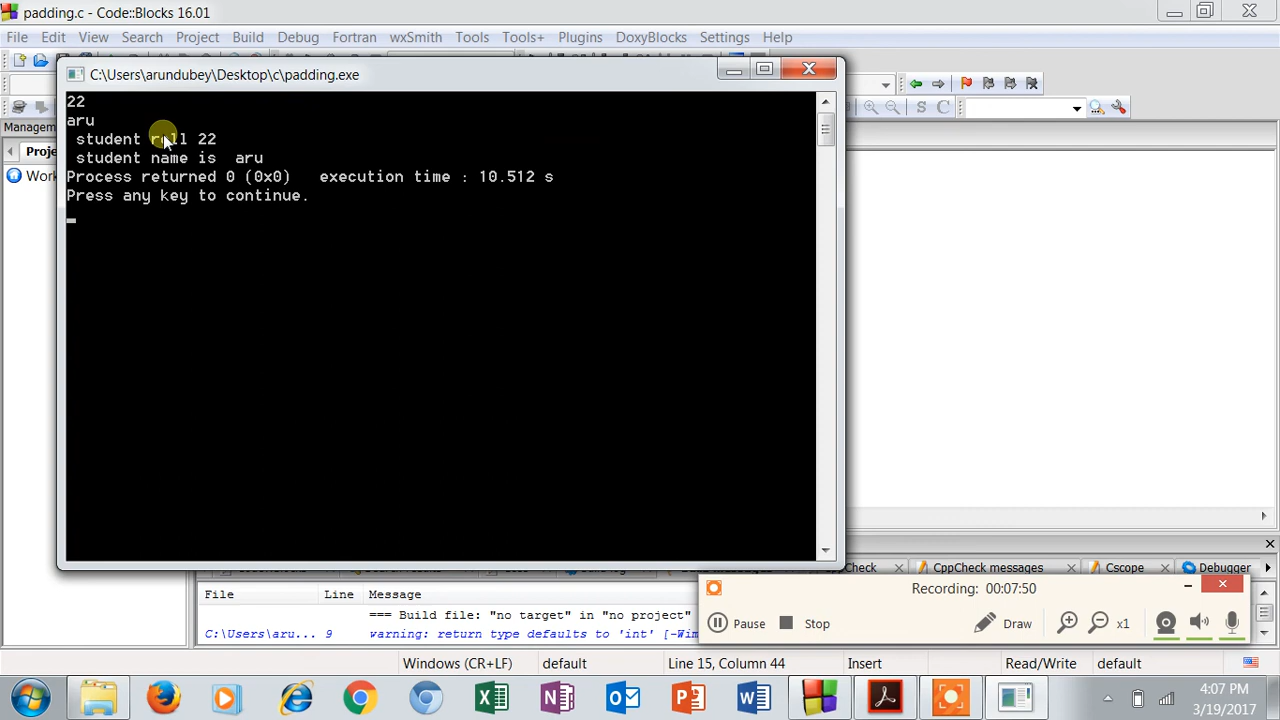 padding.c - Code::Blocks 16.01
File Edit View Search Project Build Debug Fortran wxSmith Tools Tools+ Plugins DoxyBlocks Settings Help
C:\Users\arundubey\Desktop\c\padding.exe
S C
Managem
Proje
Work
22
aru
student roll 22
student name is aru
Process returned 0 (0x0) execution time : 10.512 s
Press any key to continue.
CppCheck messages
Cscope
Debugger
File Line Message
=== Build file: "no target" in "no project"
C:\Users\aru... 9 warning: return type defaults to 'int' [-Wim
Recording: 00:07:50
Pause Stop Draw x1
Windows (CR+LF) default Line 15, Column 44 Insert Read/Write default
4:07 PM
3/19/2017